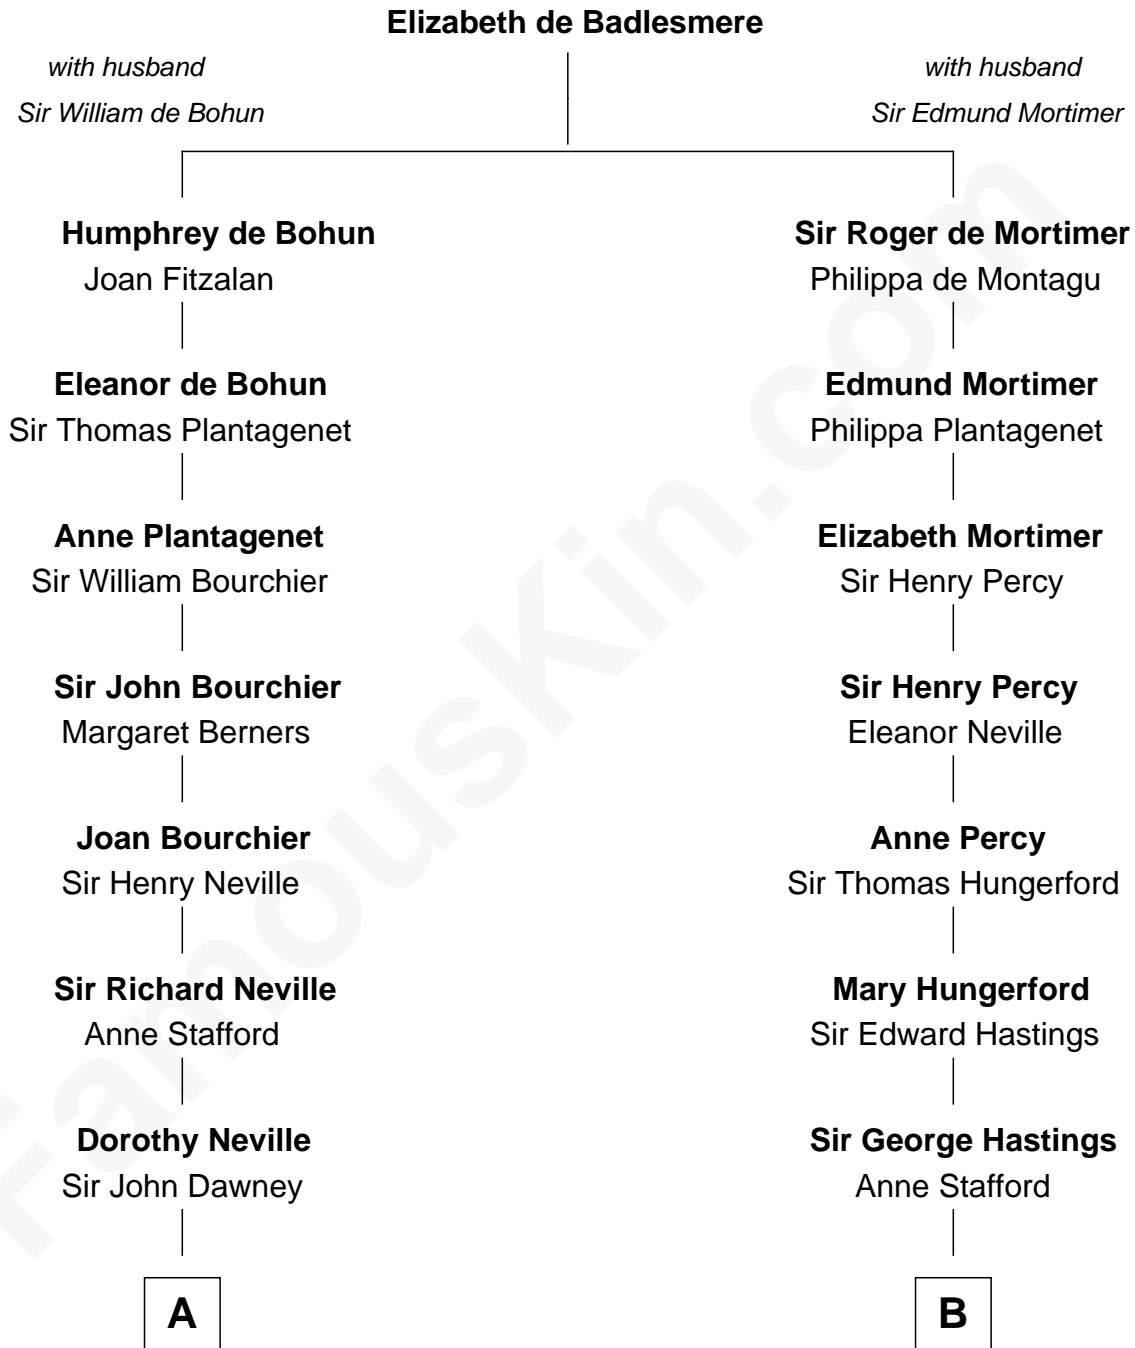 Elizabeth de Badlesmere
with husband
Sir William de Bohun
with husband
Sir Edmund Mortimer
Humphrey de Bohun
Joan Fitzalan
Eleanor de Bohun
Sir Thomas Plantagenet
Anne Plantagenet
Sir William Bourchier
Sir John Bourchier
Margaret Berners
Joan Bourchier
Sir Henry Neville
Sir Richard Neville
Anne Stafford
Dorothy Neville
Sir John Dawney
A
Sir Roger de Mortimer
Philippa de Montagu
Edmund Mortimer
Philippa Plantagenet
Elizabeth Mortimer
Sir Henry Percy
Sir Henry Percy
Eleanor Neville
Anne Percy
Sir Thomas Hungerford
Mary Hungerford
Sir Edward Hastings
Sir George Hastings
Anne Stafford
B
FamousKin.com